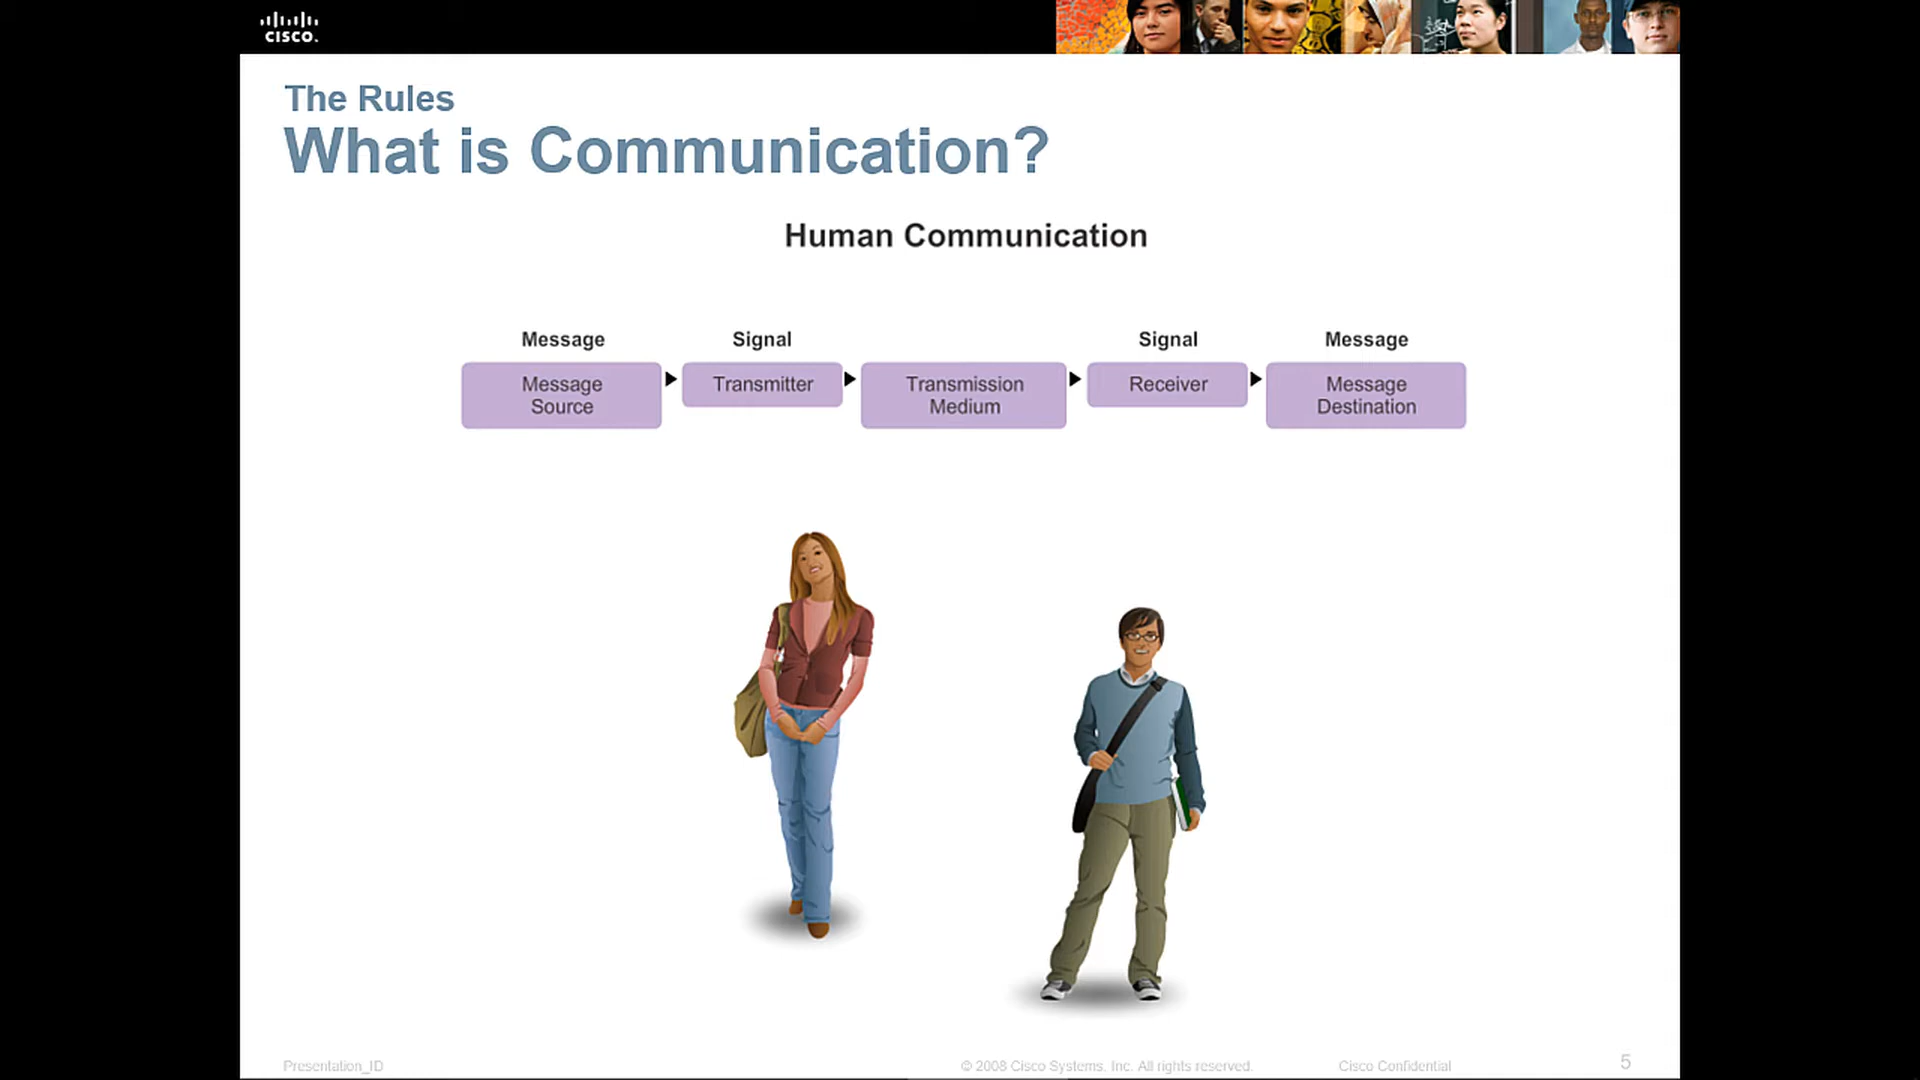 CISCO.
The Rules
What is Communication?
Human Communication
Message Signal Signal Message
Message Source
Transmitter
Transmission Medium
Receiver
Message Destination
Presentation_ID
© 2008 Cisco Systems, Inc. All rights reserved.
Cisco Confidential
5